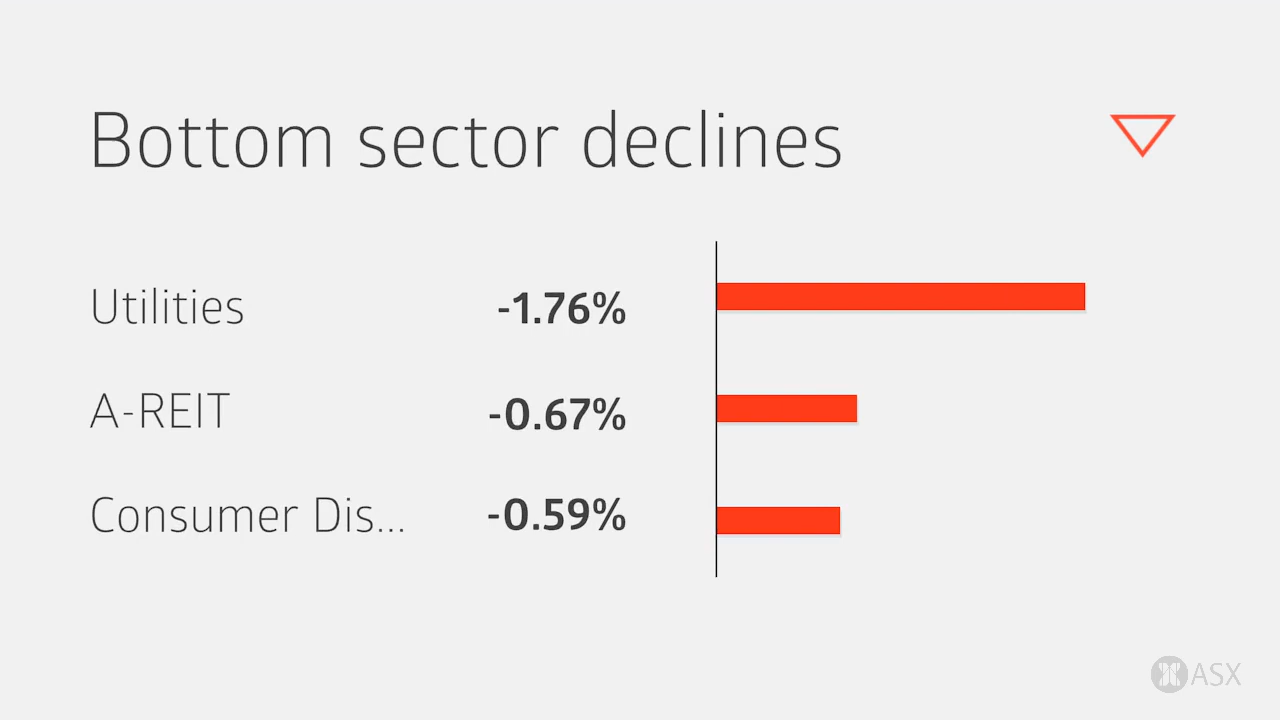 Bottom sector declines
Utilities -1.76%
A-REIT -0.67%
Consumer Dis... -0.59%
ASX